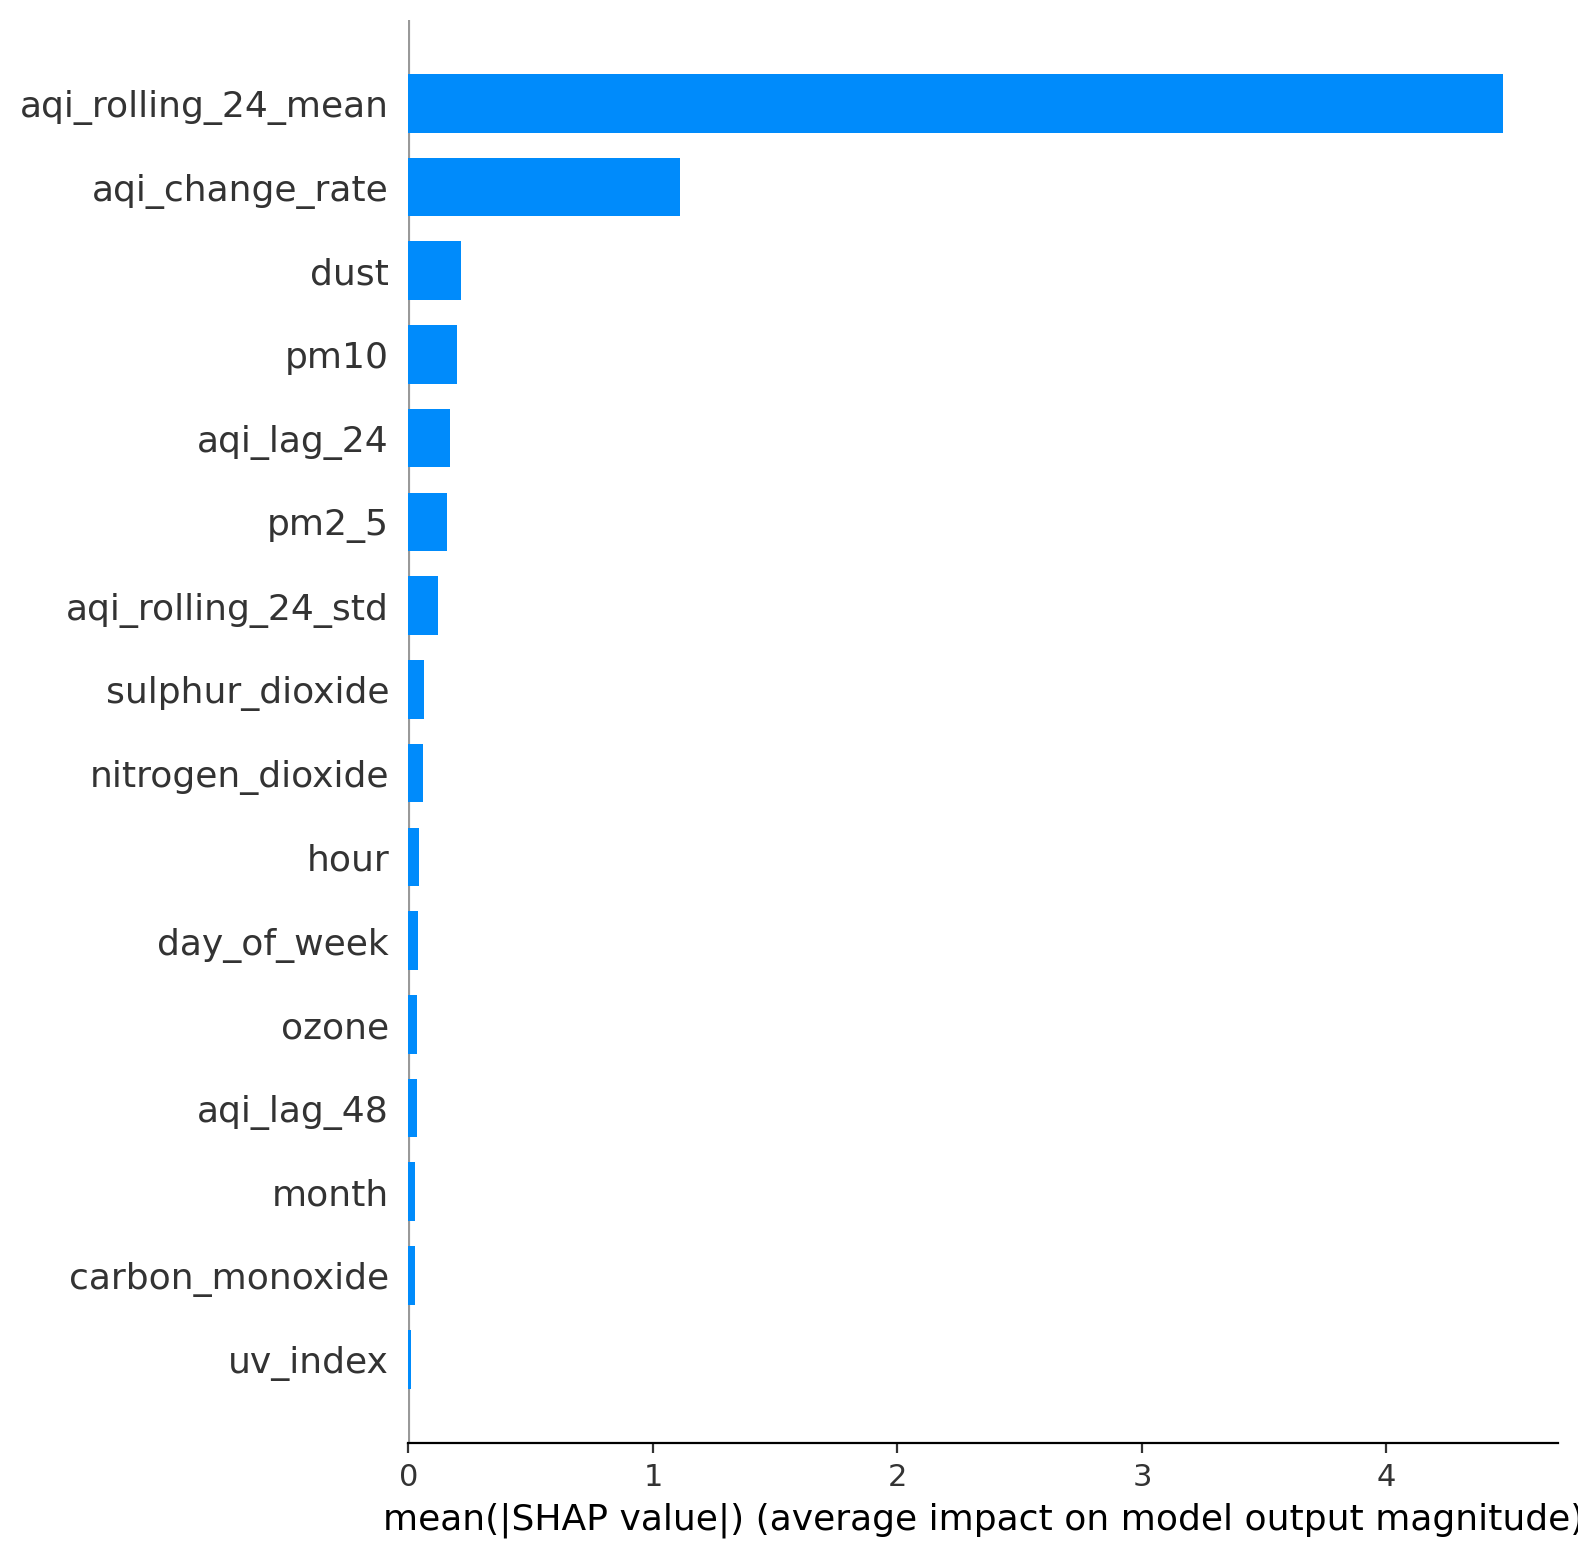 aqi_rolling_24_mean
aqi_change_rate
dust
pm10
aqi_lag_24
pm2_5
aqi_rolling_24_std
sulphur_dioxide
nitrogen_dioxide
hour
day_of_week
ozone
aqi_lag_48
month
carbon_monoxide
uv_index
0 1 2 3 4
mean(|SHAP value|) (average impact on model output magnitude)